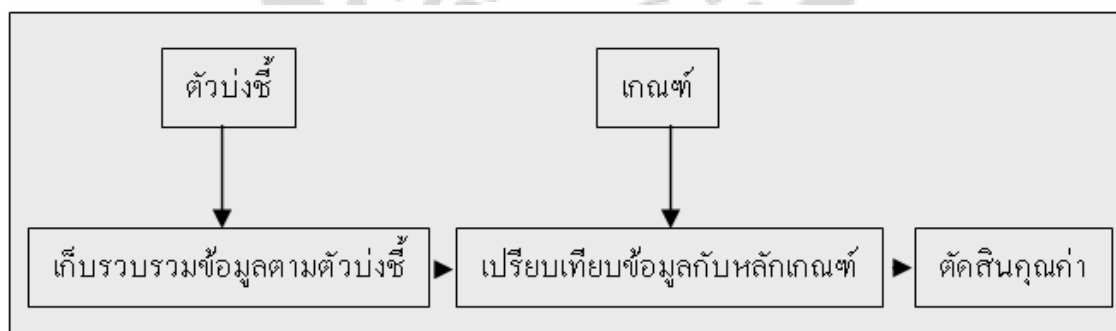 ตัวบ่งชี้
เกณฑ์
เก็บรวบรวมข้อมูลตามตัวบ่งชี้
เปรียบเทียบข้อมูลกับหลักเกณฑ์
ตัดสินคุณค่า